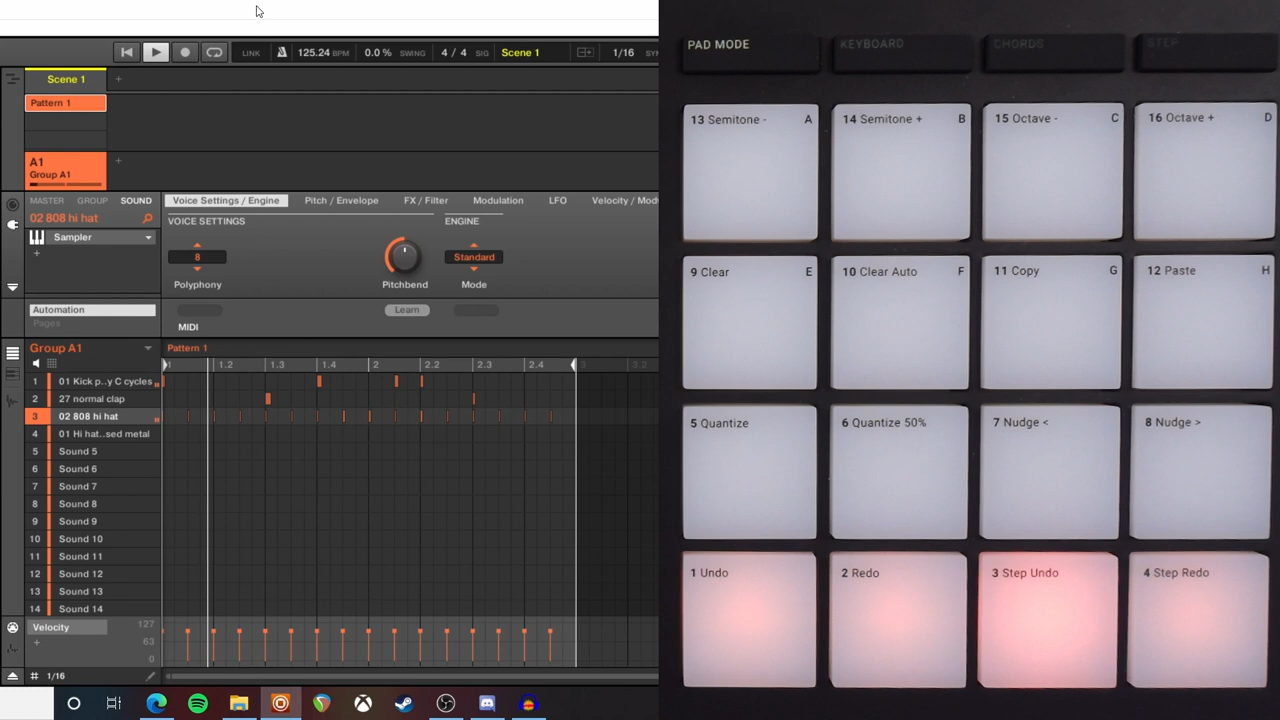 LINK 125.24 BPM 0.0 % SWING 4 / 4 SIG Scene 1 1/16
Scene 1 +
Pattern 1
A1 +
Group A1
MASTER GROUP SOUND
02 808 hi hat
Sampler
+
Voice Settings / Engine Pitch / Envelope FX / Filter Modulation LFO Velocity / Mod
VOICE SETTINGS ENGINE
8 Standard
Polyphony Pitchbend Mode
Automation Learn
Pages
MIDI
Group A1 Pattern 1
1 1.2 1.3 1.4 2 2.2 2.3 2.4 3 3.2
1 01 Kick p..y C cycles
2 27 normal clap
3 02 808 hi hat
4 01 Hi hat..sed metal
5 Sound 5
6 Sound 6
7 Sound 7
8 Sound 8
9 Sound 9
10 Sound 10
11 Sound 11
12 Sound 12
13 Sound 13
14 Sound 14
Velocity 127
+ 63
0
# 1/16
PAD MODE KEYBOARD CHORDS STEP
13 Semitone - A 14 Semitone + B 15 Octave - C 16 Octave + D
9 Clear E 10 Clear Auto F 11 Copy G 12 Paste H
5 Quantize 6 Quantize 50% 7 Nudge < 8 Nudge >
1 Undo 2 Redo 3 Step Undo 4 Step Redo